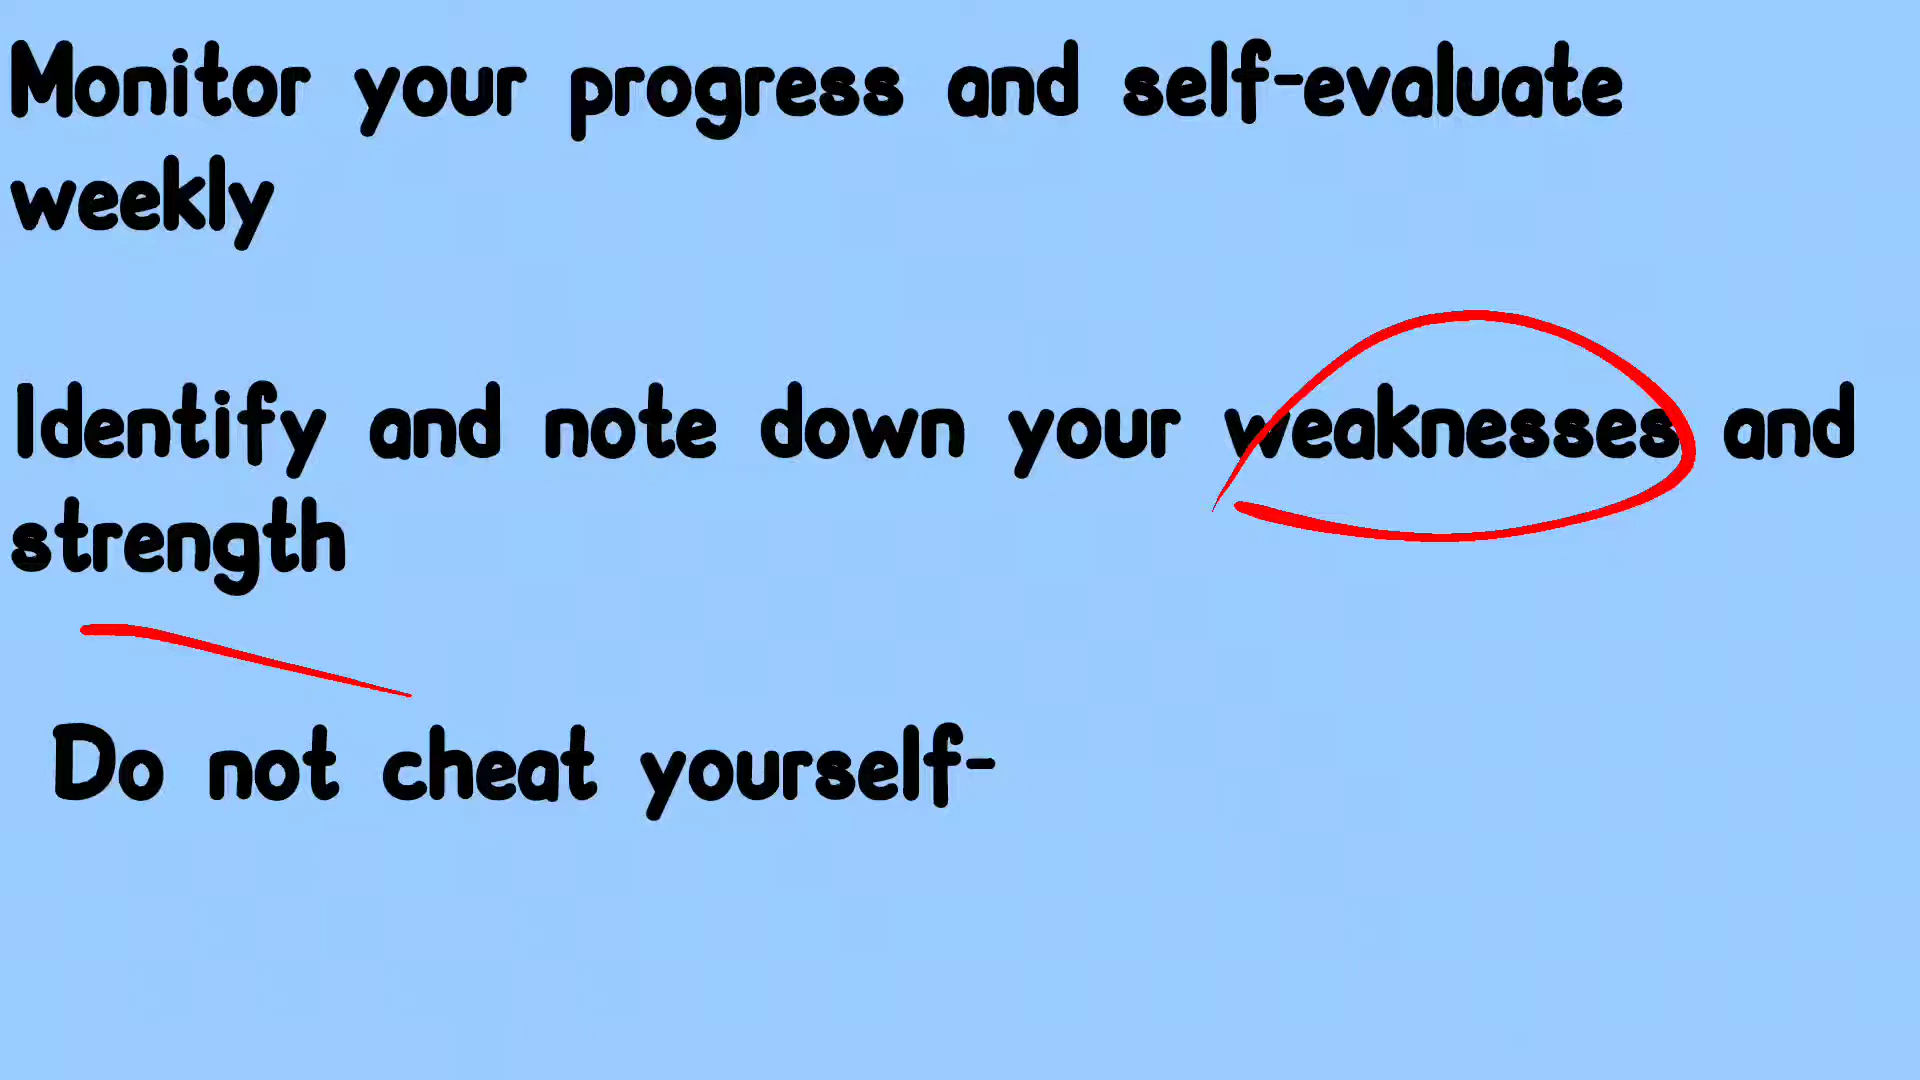 Monitor your progress and self-evaluate
weekly
Identify and note down your weaknesses and
strength
Do not cheat yourself-